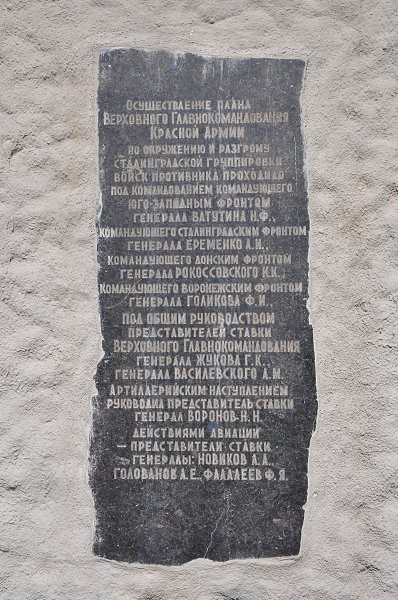 Осуществление плана
Верховного Главнокомандования
Красной Армии
по окружению и разгрому
сталинградской группировки
войск противника проходило
под командованием командующего
юго-западным фронтом
генерала Ватутина Н.Ф.,
командующего сталинградским фронтом
генерала Еременко А.И.,
командующего донским фронтом
генерала Рокоссовского К.К.,
командующего воронежским фронтом
генерала Голикова Ф.И.,
под общим руководством
представителей ставки
Верховного Главнокомандования
генерала Жукова Г.К.,
генерала Василевского А.М.
артиллерийским наступлением
руководил представитель ставки
генерал Воронов Н.Н.
действиями авиации
– представители ставки
генералы: Новиков А.А.,
Голованов А.Е., Фалалеев Ф.Я.